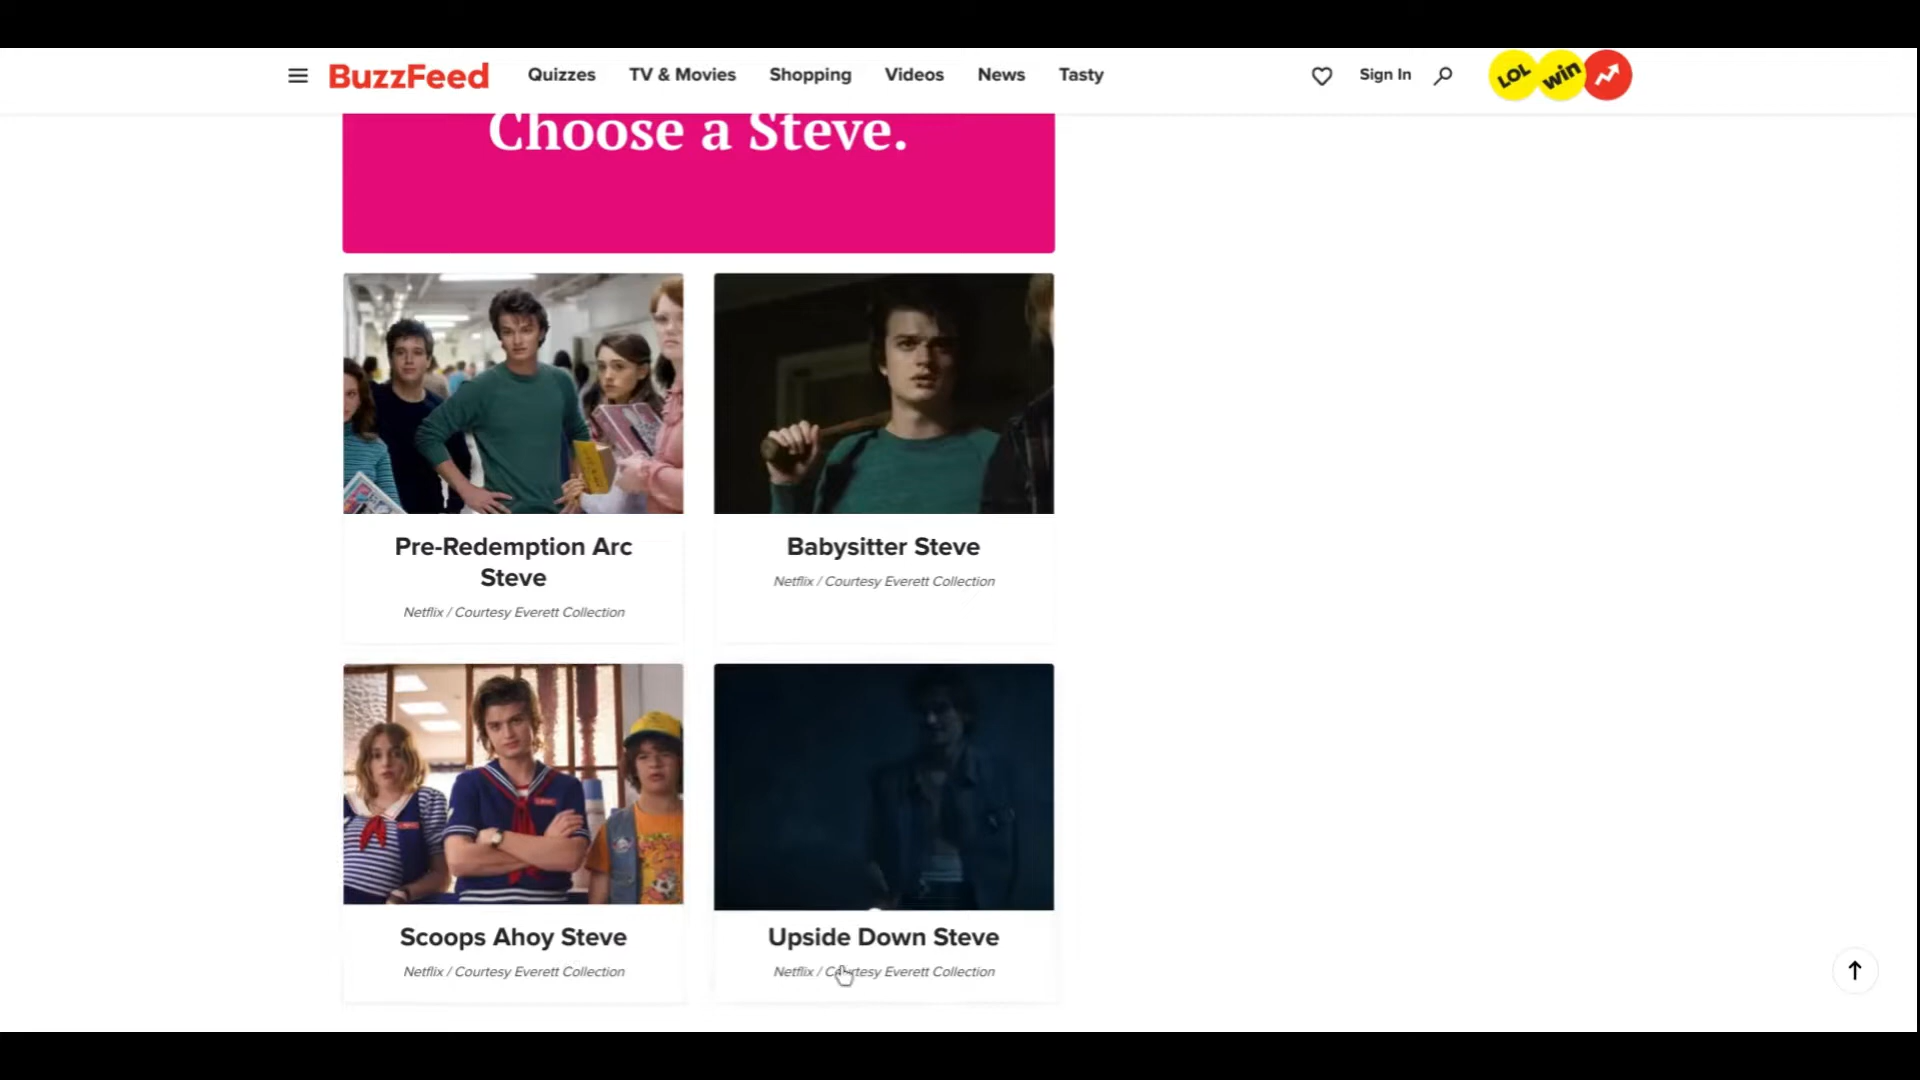 BuzzFeed Quizzes TV & Movies Shopping Videos News Tasty Sign In LOL win
Choose a Steve.
Pre-Redemption Arc
Steve
Netflix / Courtesy Everett Collection
Babysitter Steve
Netflix / Courtesy Everett Collection
Scoops Ahoy Steve
Netflix / Courtesy Everett Collection
Upside Down Steve
Netflix / Courtesy Everett Collection